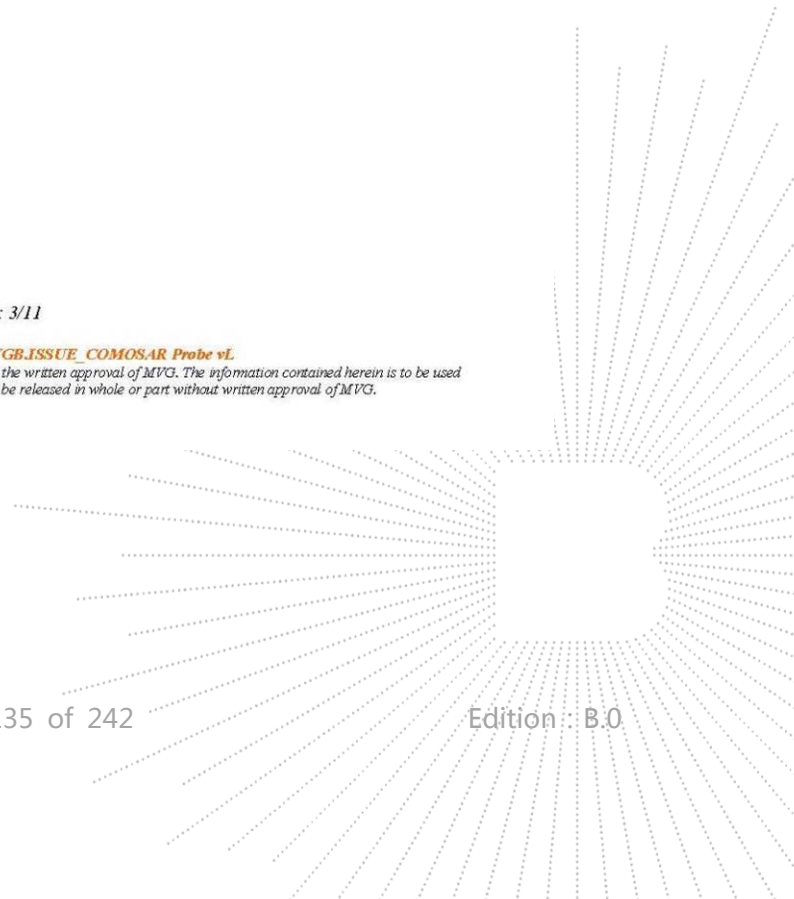 : 3/11
GB.ISSUE_COMOSAR Probe vL
the written approval of MVG. The information contained herein is to be used
be released in whole or part without written approval of MVG.
35 of 242 Edition : B.0